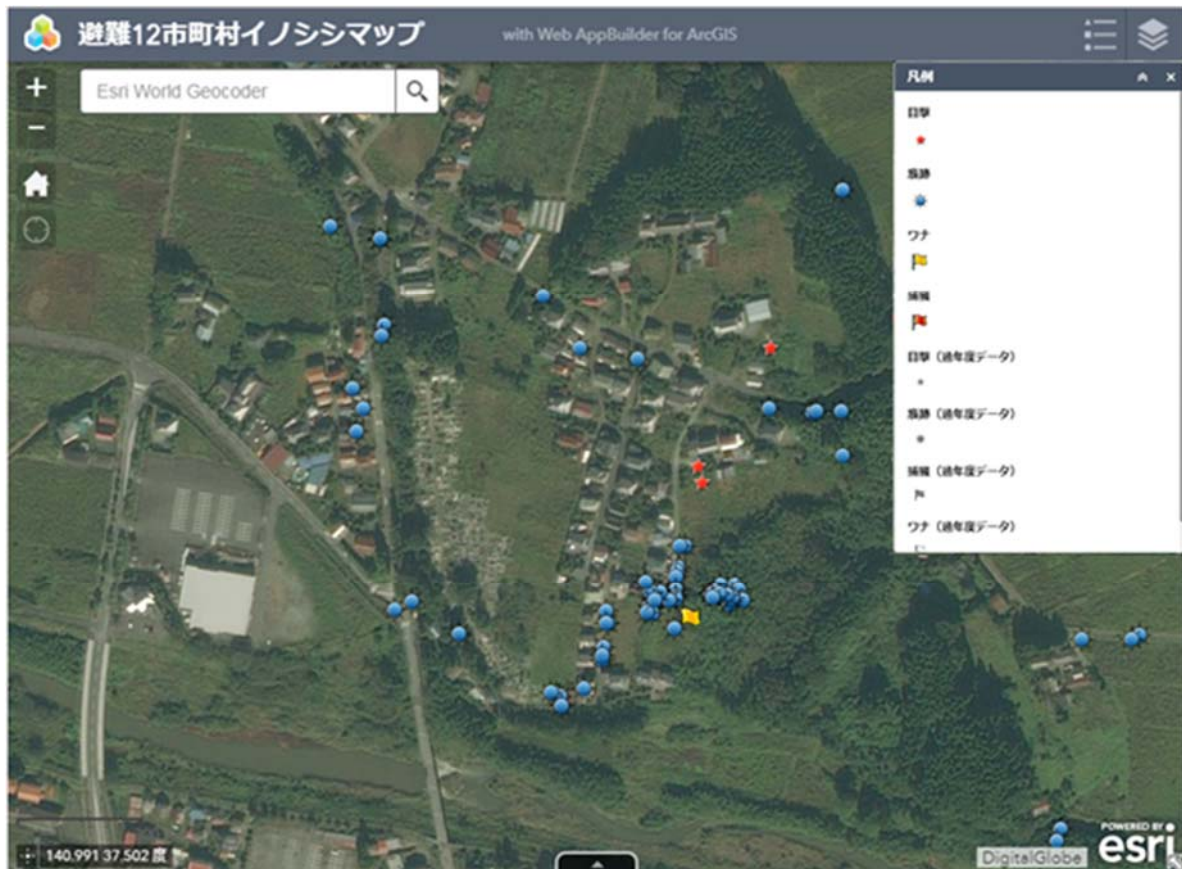 避難12市町村イノシシマップ
with Web AppBuilder for ArcGIS
+
Esri World Geocoder
−
凡例
目撃
痕跡
ワナ
捕獲
目撃（過年度データ）
痕跡（過年度データ）
捕獲（過年度データ）
ワナ（過年度データ）
140.991 37.502 度
DigitalGlobe
POWERED BY
esri